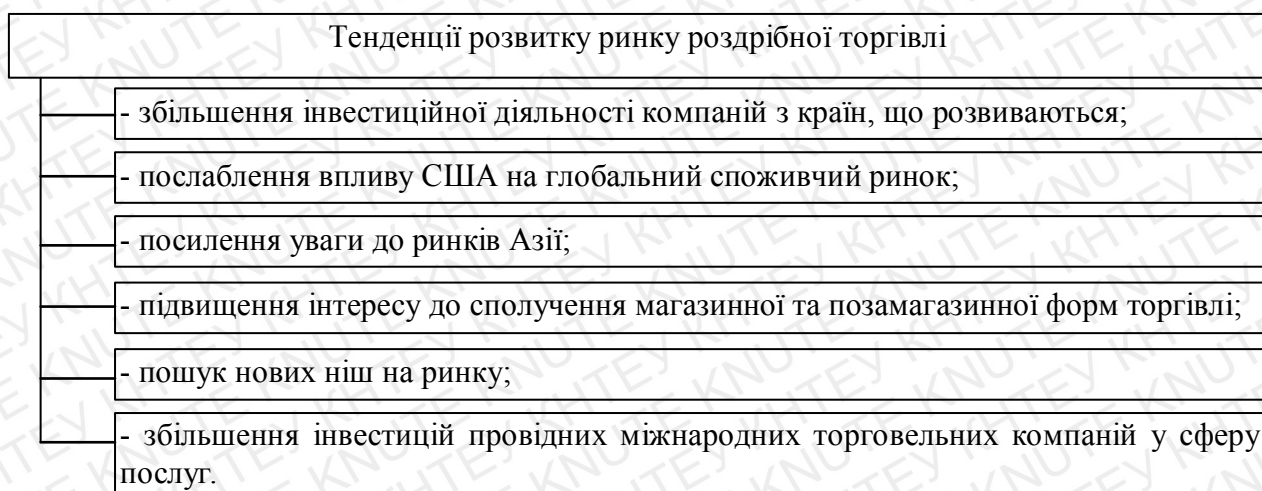 Тенденції розвитку ринку роздрібної торгівлі
- збільшення інвестиційної діяльності компаній з країн, що розвиваються;
- послаблення впливу США на глобальний споживчий ринок;
- посилення уваги до ринків Азії;
- підвищення інтересу до сполучення магазинної та позамагазинної форм торгівлі;
- пошук нових ніш на ринку;
- збільшення інвестицій провідних міжнародних торговельних компаній у сферу
послуг.